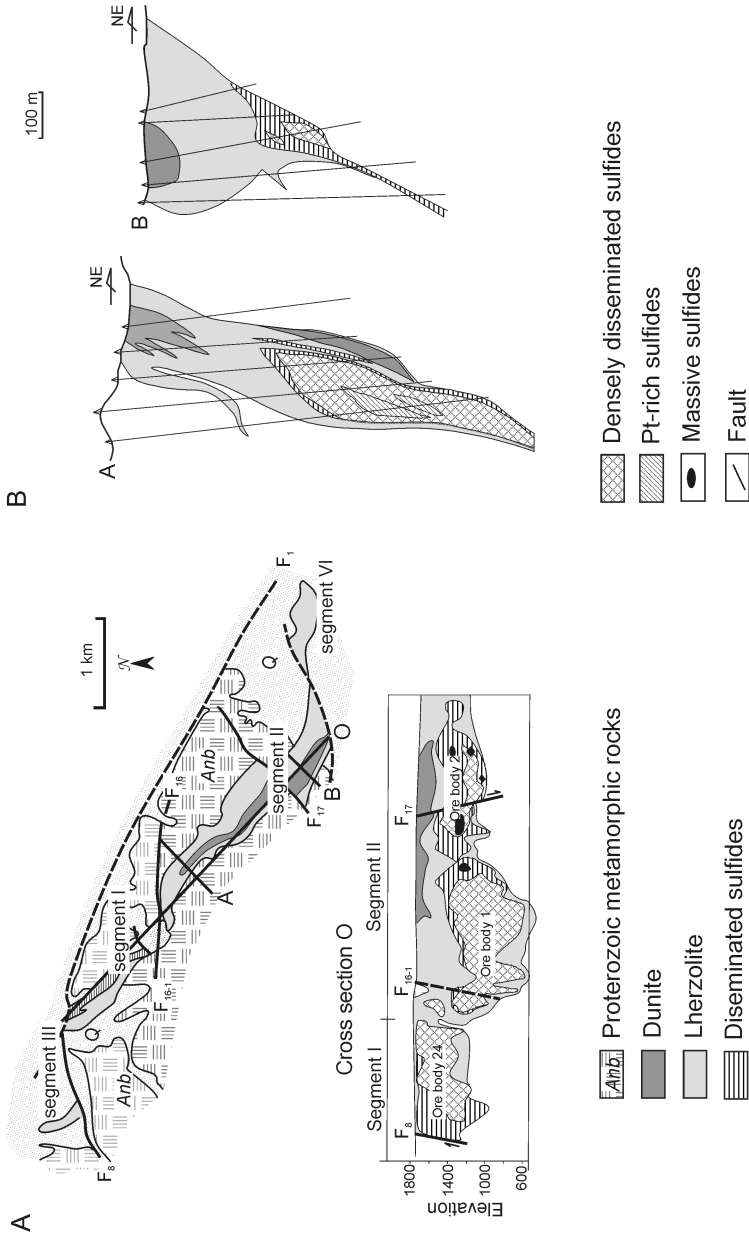 A
segment III
F8
Anb
Q
segment I
F16-1
F16
Anb
A
segment II
F17
B
O
Q
F1
segment VI
1 km
N
Cross section O
Segment I
Segment II
F8
F16-1
F17
Ore body 24
Ore body 1
Ore body 2
Elevation
1800
1400
1000
600
B
A
NE
B
NE
100 m
Anb
Proterozoic metamorphic rocks
Dunite
Lherzolite
Diseminated sulfides
Densely disseminated sulfides
Pt-rich sulfides
Massive sulfides
Fault